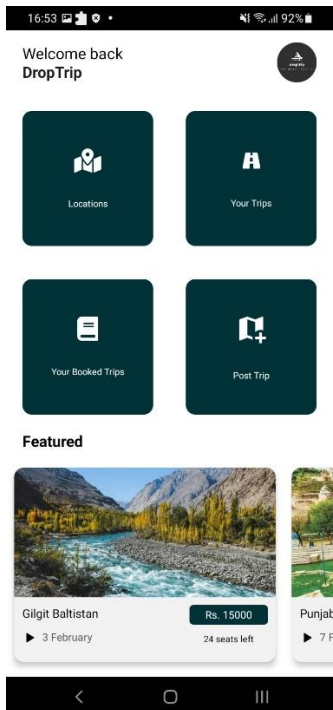 16:53
92%
Welcome back
DropTrip
Locations
Your Trips
Your Booked Trips
Post Trip
Featured
Gilgit Baltistan
Rs. 15000
Punjab
3 February
24 seats left
7 F